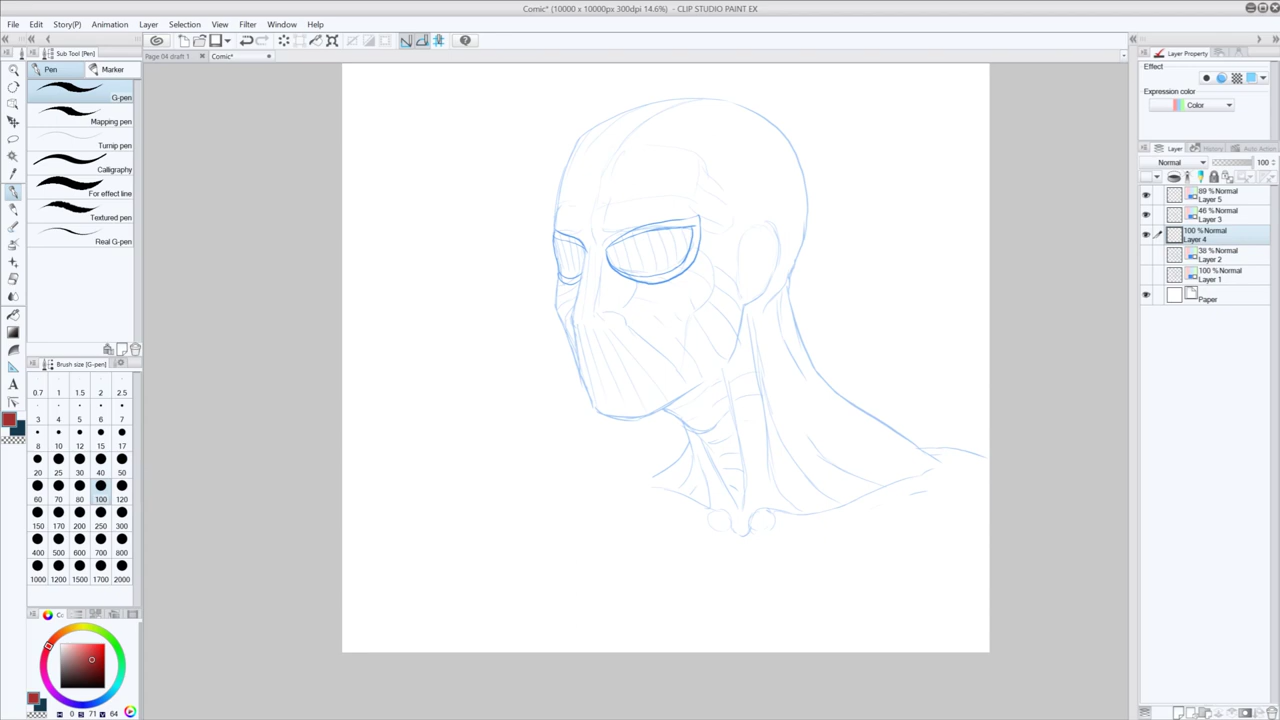 Comic* (10000 x 10000px 300dpi 14.6%) - CLIP STUDIO PAINT EX
File Edit Story(P) Animation Layer Selection View Filter Window Help
Page 04 draft 1
Comic*
Sub Tool [Pen]
Pen Marker
G-pen
Mapping pen
Turnip pen
Calligraphy
For effect line
Textured pen
Real G-pen
Brush size [G-pen]
0.7 1 1.5 2 2.5
3 4 5 6 7
8 10 12 15 17
20 25 30 40 50
60 70 80 100 120
150 170 200 250 300
400 500 600 700 800
1000 1200 1500 1700 2000
H 0 S 71 V 64
Layer Property
Effect
Expression color
Color
Layer History Auto Action
Normal 100
89 % Normal
Layer 5
46 % Normal
Layer 3
100 % Normal
Layer 4
38 % Normal
Layer 2
100 % Normal
Layer 1
Paper